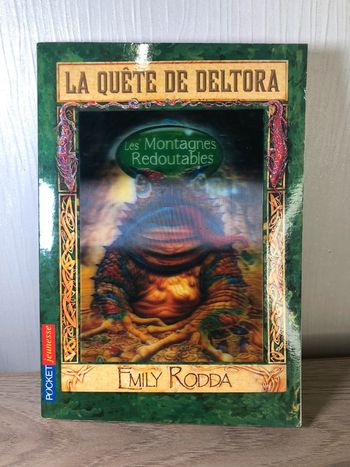 LA QUÊTE DE DELTORA
Les Montagnes
Redoutables
POCKET jeunesse
EMILY RODDA